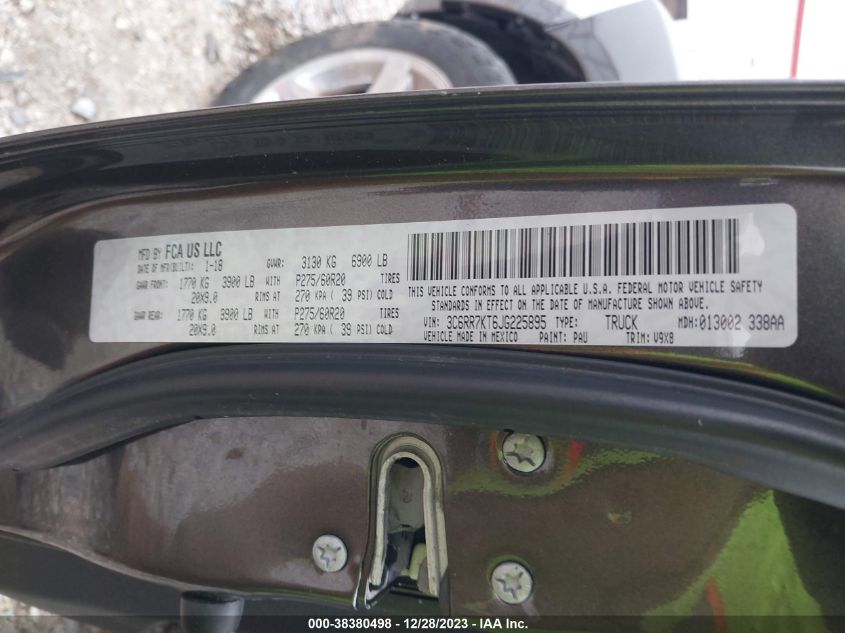 MFD BY FCA US LLC
DATE OF MFG(BUILT): 1-18 GVWR: 3130 KG 6900 LB
GAWR FRONT: 1770 KG 3900 LB WITH P275/60R20 TIRES
20X9.0 RIMS AT 270 KPA ( 39 PSI) COLD
GAWR REAR: 1770 KG 3900 LB WITH P275/60R20 TIRES
20X9.0 RIMS AT 270 KPA ( 39 PSI) COLD
THIS VEHICLE CONFORMS TO ALL APPLICABLE U.S.A. FEDERAL MOTOR VEHICLE SAFETY
STANDARDS IN EFFECT ON THE DATE OF MANUFACTURE SHOWN ABOVE.
VIN: 3C6RR7KT6JG225895 TYPE: TRUCK MDH:013002 338AA
VEHICLE MADE IN MEXICO PAINT: PAU TRIM: V9X8
000-38380498 - 12/28/2023 - IAA Inc.